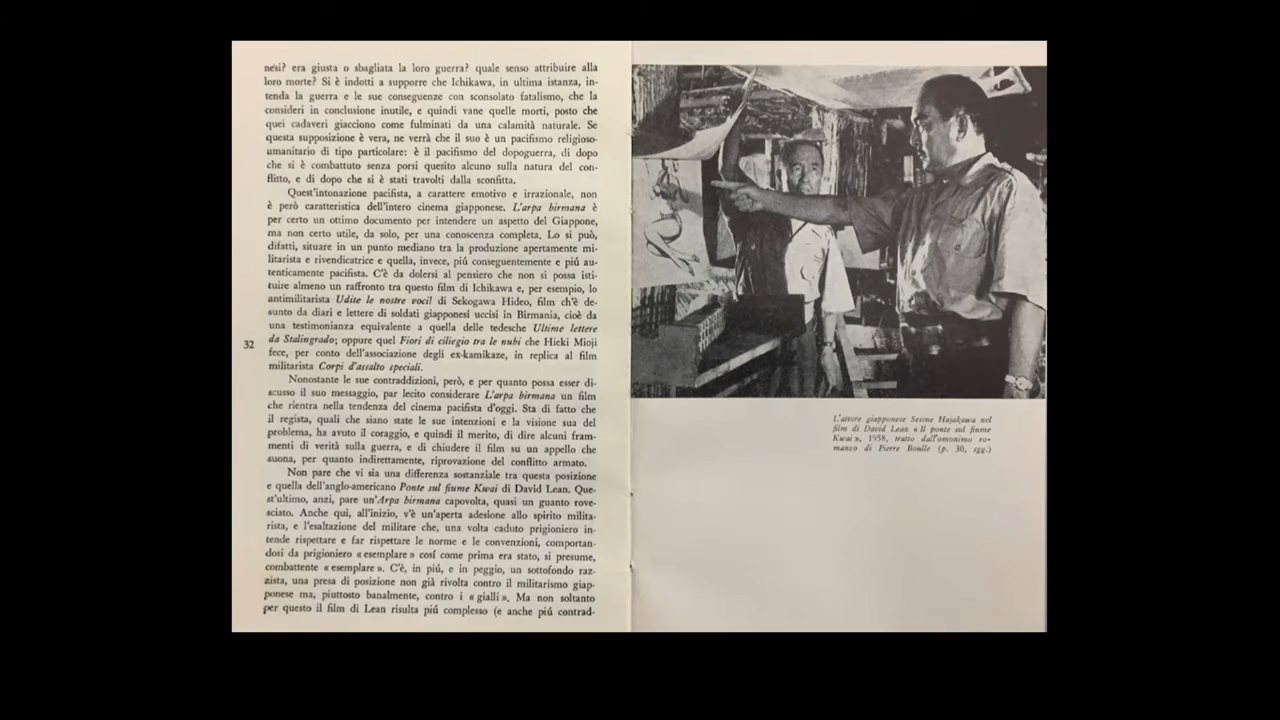 nesi? era giusta o sbagliata la loro guerra? quale senso attribuire alla
loro morte? Si è indotti a supporre che Ichikawa, in ultima istanza, in-
tenda la guerra e le sue conseguenze con sconsolato fatalismo, che la
consideri in conclusione inutile, e quindi vane quelle morti, posto che
quei cadaveri giacciono come fulminati da una calamità naturale. Se
questa supposizione è vera, ne verrà che il suo è un pacifismo religioso-
umanitario di tipo particolare: è il pacifismo del dopoguerra, di dopo
che si è combattuto senza porsi quesito alcuno sulla natura del con-
flitto, e di dopo che si è stati travolti dalla sconfitta.
Quest'intonazione pacifista, a carattere emotivo e irrazionale, non
è però caratteristica dell'intero cinema giapponese. L'arpa birmana è
per certo un ottimo documento per intendere un aspetto del Giappone,
ma non certo utile, da solo, per una conoscenza completa. Lo si può,
difatti, situare in un punto mediano tra la produzione apertamente mi-
litarista e rivendicatrice e quella, invece, piú conseguentemente e piú au-
tenticamente pacifista. C'è da dolersi al pensiero che non si possa isti-
tuire almeno un raffronto tra questo film di Ichikawa e, per esempio, lo
antimilitarista Udite le nostre voci! di Sekogawa Hideo, film ch'è de-
sunto da diari e lettere di soldati giapponesi uccisi in Birmania, cioè da
una testimonianza equivalente a quella delle tedesche Ultime lettere
da Stalingrado; oppure quel Fiori di ciliegio tra le nubi che Hieki Mioji
fece, per conto dell'associazione degli ex-kamikaze, in replica al film
militarista Corpi d'assalto speciali.
Nonostante le sue contraddizioni, però, e per quanto possa esser di-
scusso il suo messaggio, par lecito considerare L'arpa birmana un film
che rientra nella tendenza del cinema pacifista d'oggi. Sta di fatto che
il regista, quali che siano state le sue intenzioni e la visione sua del
problema, ha avuto il coraggio, e quindi il merito, di dire alcuni fram-
menti di verità sulla guerra, e di chiudere il film su un appello che
suona, per quanto indirettamente, riprovazione del conflitto armato.
Non pare che vi sia una differenza sostanziale tra questa posizione
e quella dell'anglo-americano Ponte sul fiume Kwai di David Lean. Que-
st'ultimo, anzi, pare un'Arpa birmana capovolta, quasi un guanto rove-
sciato. Anche qui, all'inizio, v'è un'aperta adesione allo spirito milita-
rista, e l'esaltazione del militare che, una volta caduto prigioniero in-
tende rispettare e far rispettare le norme e le convenzioni, comportan-
dosi da prigioniero « esemplare » cosí come prima era stato, si presume,
combattente « esemplare ». C'è, in piú, e in peggio, un sottofondo raz-
zista, una presa di posizione non già rivolta contro il militarismo giap-
ponese ma, piuttosto banalmente, contro i « gialli ». Ma non soltanto
per questo il film di Lean risulta piú complesso (e anche piú contrad-
32
L'attore giapponese Sessue Hajakawa nel
film di David Lean « Il ponte sul fiume
Kwai », 1958, tratto dall'omonimo ro-
manzo di Pierre Boulle (p. 30, sgg.)